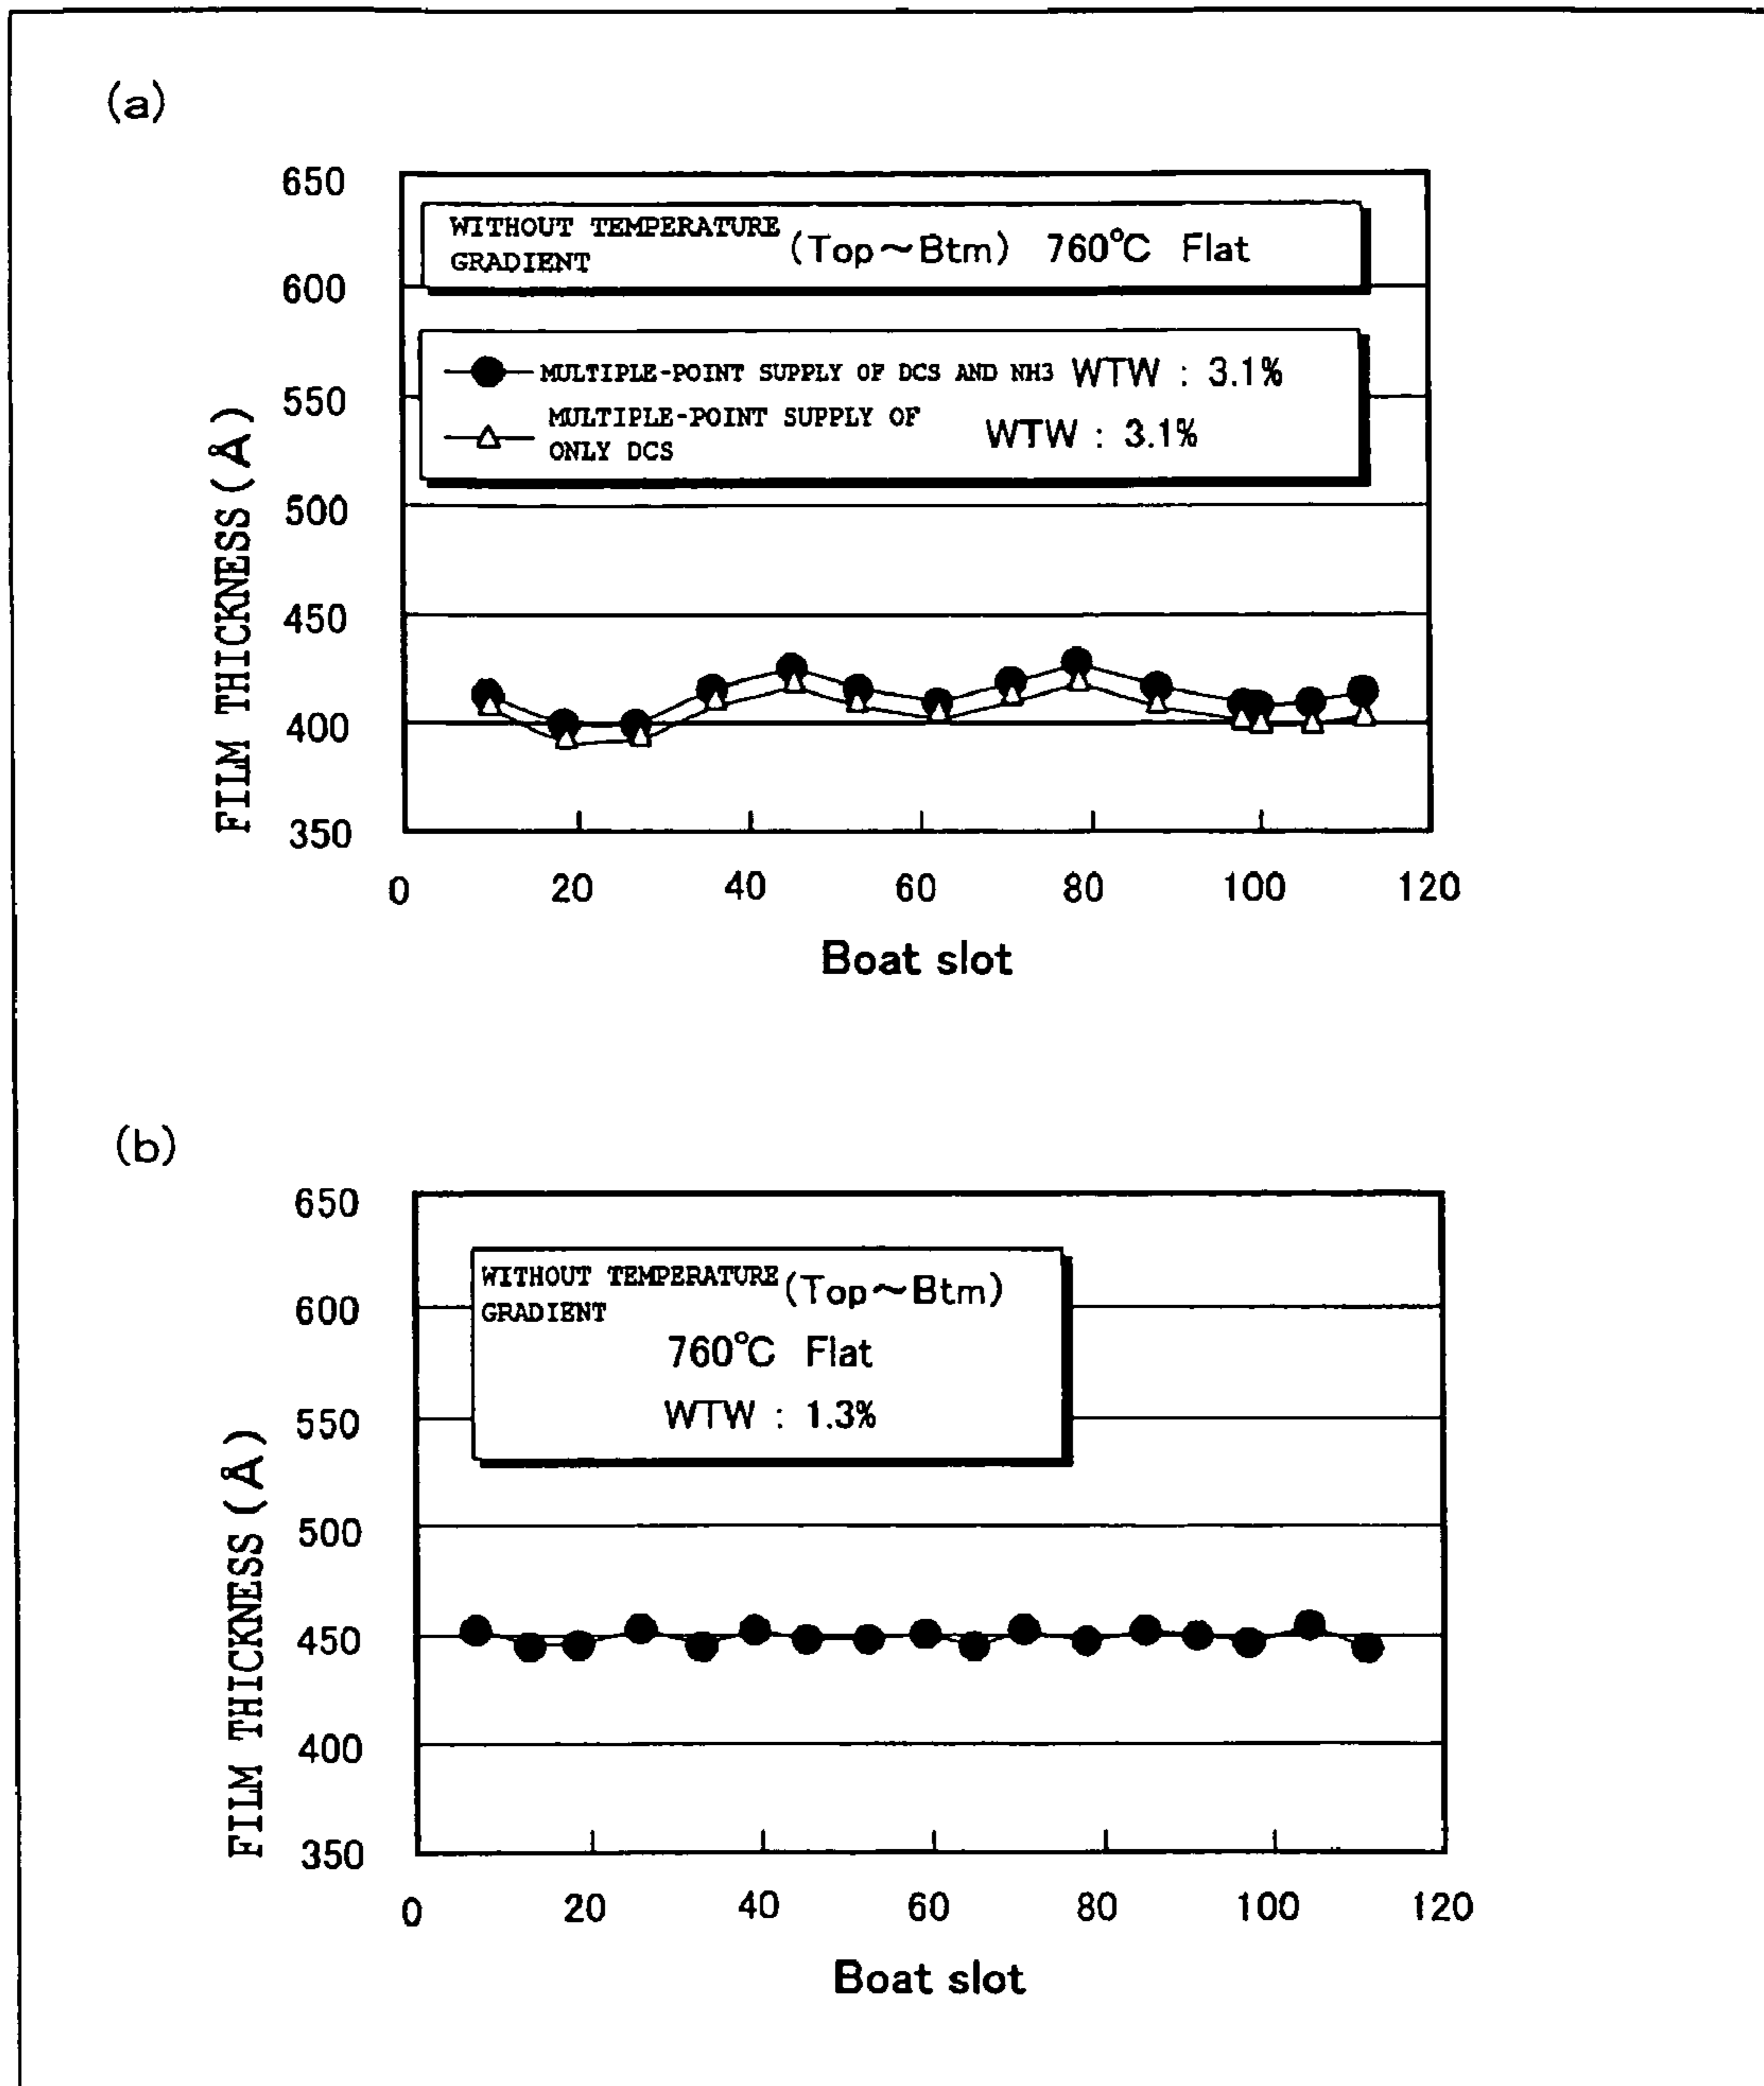 (a)
650
600
550
500
450
400
350
FILM THICKNESS(Å)
WITHOUT TEMPERATURE GRADIENT (Top～Btm) 760°C Flat
MULTIPLE-POINT SUPPLY OF DCS AND NH3 WTW : 3.1%
MULTIPLE-POINT SUPPLY OF ONLY DCS WTW : 3.1%
0 20 40 60 80 100 120
Boat slot
(b)
650
600
550
500
450
400
350
FILM THICKNESS(Å)
WITHOUT TEMPERATURE GRADIENT (Top～Btm)
760°C Flat
WTW : 1.3%
0 20 40 60 80 100 120
Boat slot